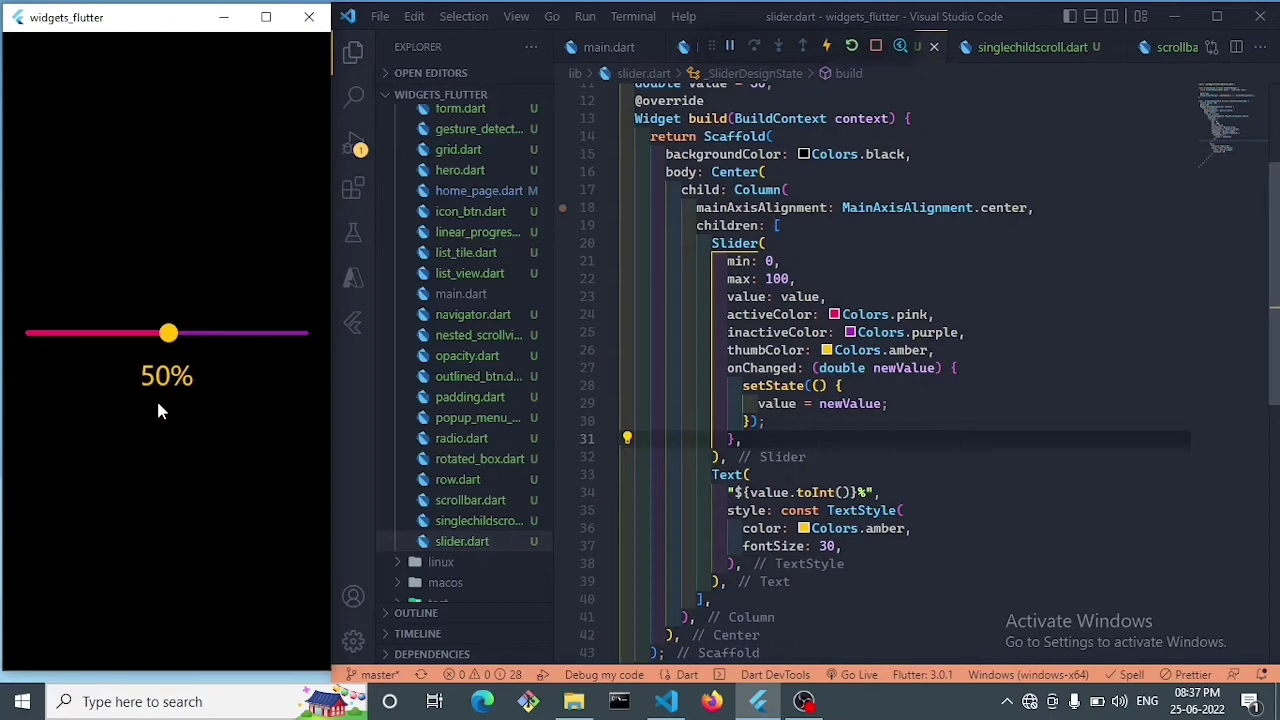 widgets_flutter
50%
File Edit Selection View Go Run Terminal Help
slider.dart - widgets_flutter - Visual Studio Code
EXPLORER
main.dart
U
singlechildscroll.dart U
scrollba
OPEN EDITORS
WIDGETS_FLUTTER
form.dart U
gesture_detect... U
grid.dart U
hero.dart U
home_page.dart M
icon_btn.dart U
linear_progres... U
list_tile.dart U
list_view.dart U
main.dart
navigator.dart U
nested_scrollvi... U
opacity.dart U
outlined_btn.d... U
padding.dart U
popup_menu_... U
radio.dart U
rotated_box.dart U
row.dart U
scrollbar.dart U
singlechildscro... U
slider.dart U
linux
macos
OUTLINE
TIMELINE
DEPENDENCIES
1
lib > slider.dart > _SliderDesignState > build
11 double value = 50;
12 @override
13 Widget build(BuildContext context) {
14 return Scaffold(
15 backgroundColor: Colors.black,
16 body: Center(
17 child: Column(
18 mainAxisAlignment: MainAxisAlignment.center,
19 children: [
20 Slider(
21 min: 0,
22 max: 100,
23 value: value,
24 activeColor: Colors.pink,
25 inactiveColor: Colors.purple,
26 thumbColor: Colors.amber,
27 onChanged: (double newValue) {
28 setState(() {
29 value = newValue;
30 });
31 },
32 ), // Slider
33 Text(
34 "${value.toInt()}%",
35 style: const TextStyle(
36 color: Colors.amber,
37 fontSize: 30,
38 ), // TextStyle
39 ), // Text
40 ],
41 ), // Column
42 ), // Center
43 ); // Scaffold
Activate Windows
Go to Settings to activate Windows.
master* 0 0 28 Debug my code Dart Dart DevTools Go Live Flutter: 3.0.1 Windows (windows-x64) Spell Prettier
Type here to search
ENG
08:37 PM
25-06-2022
1